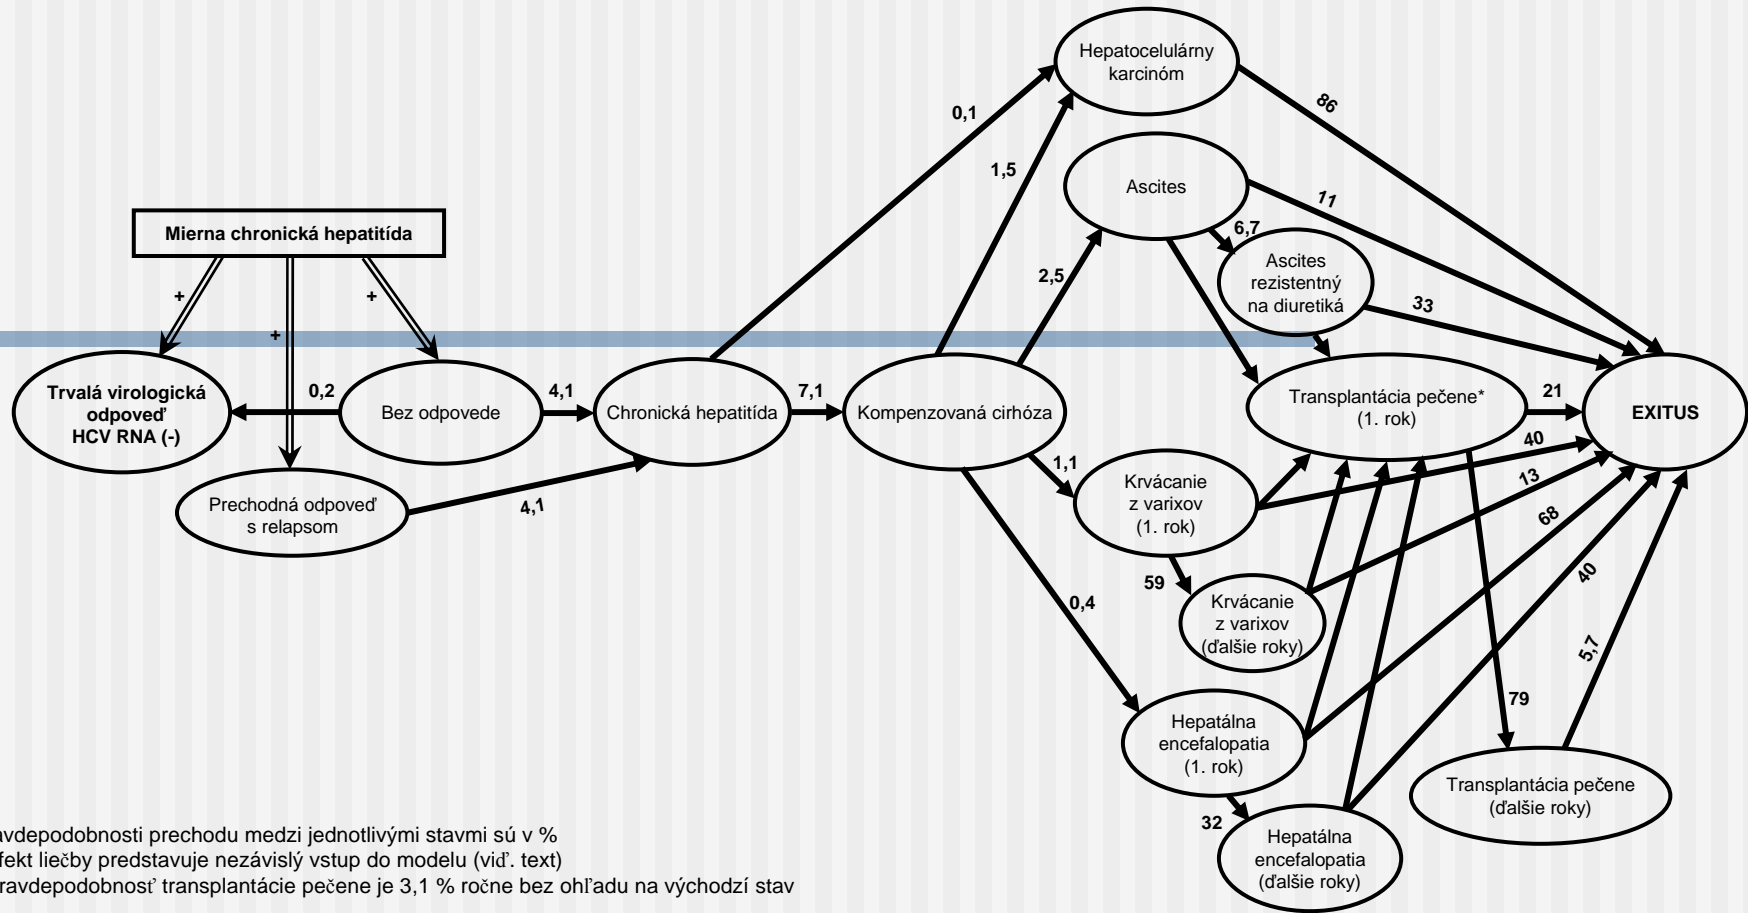 Hepatocelulárny
karcinóm
0,1
86
1,5
Ascites
11
Mierna chronická hepatitída
6,7
2,5
Ascites
rezistentný
na diuretiká
33
+
+
+
Trvalá virologická
odpoveď
HCV RNA (-)
0,2
Bez odpovede
4,1
Chronická hepatitída
7,1
Kompenzovaná cirhóza
Transplantácia pečene*
(1. rok)
21
EXITUS
40
Prechodná odpoveď
s relapsom
4,1
1,1
Krvácanie
z varixov
(1. rok)
13
68
59
Krvácanie
z varixov
(ďalšie roky)
40
0,4
5,7
Hepatálna
encefalopatia
(1. rok)
79
Transplantácia pečene
(ďalšie roky)
32
Hepatálna
encefalopatia
(ďalšie roky)
avdepodobnosti prechodu medzi jednotlivými stavmi sú v %
fekt liečby predstavuje nezávislý vstup do modelu (viď. text)
ravdepodobnosť transplantácie pečene je 3,1 % ročne bez ohľadu na východzí stav